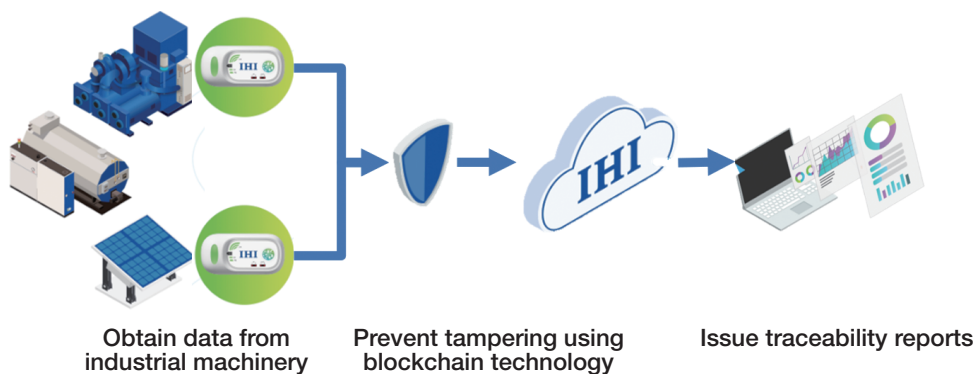 IHI
IHI
IHI
Obtain data from
industrial machinery
Prevent tampering using
blockchain technology
Issue traceability reports